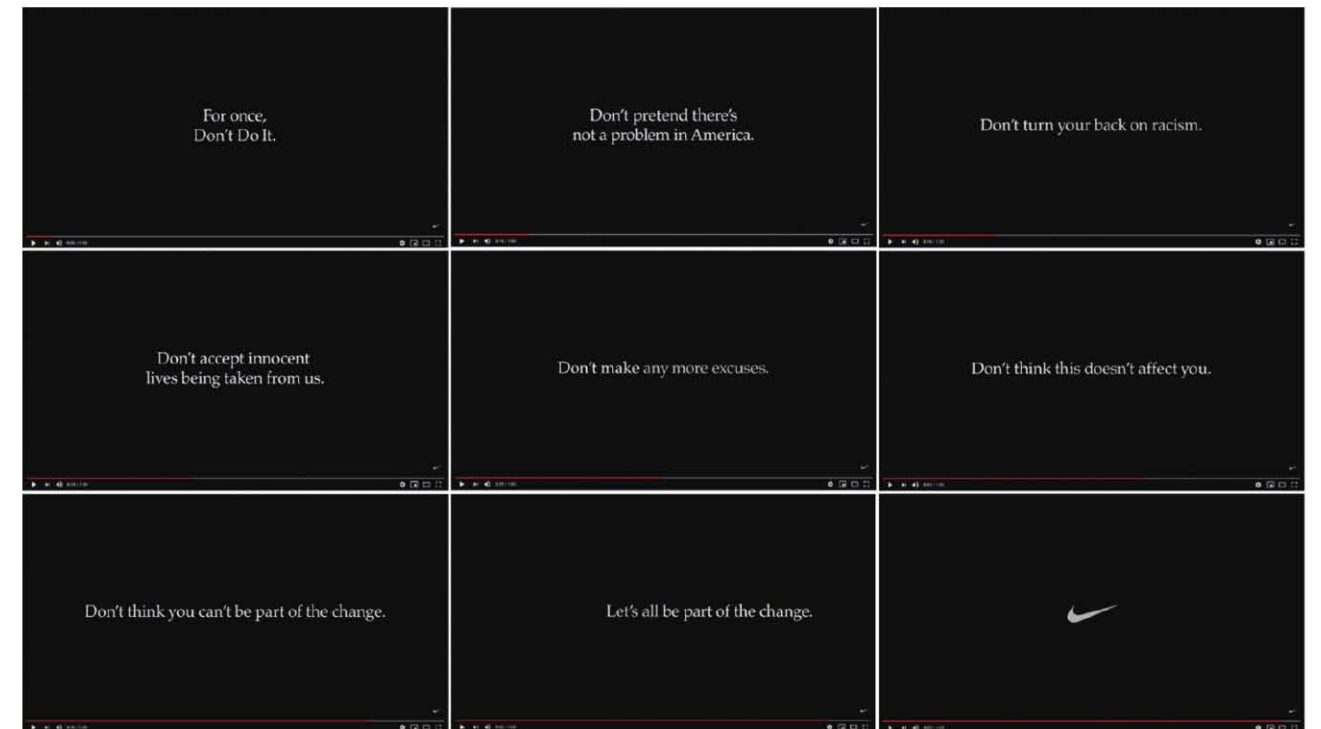 For once,
Don't Do It.
Don't pretend there's
not a problem in America.
Don't turn your back on racism.
Don't accept innocent
lives being taken from us.
Don't make any more excuses.
Don't think this doesn't affect you.
Don't think you can't be part of the change.
Let's all be part of the change.